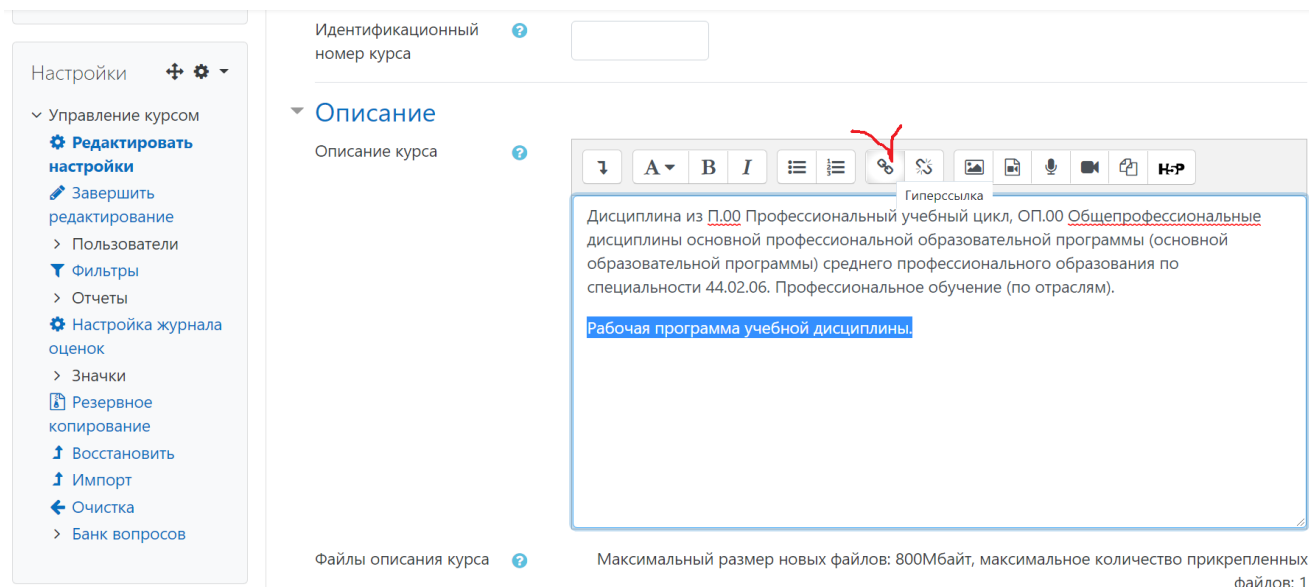 Настройки
Управление курсом
Редактировать
настройки
Завершить
редактирование
Пользователи
Фильтры
Отчеты
Настройка журнала
оценок
Значки
Резервное
копирование
Восстановить
Импорт
Очистка
Банк вопросов
Идентификационный
номер курса
Описание
Описание курса
A B I
H-P
Гиперссылка
Дисциплина из П.00 Профессиональный учебный цикл, ОП.00 Общепрофессиональные
дисциплины основной профессиональной образовательной программы (основной
образовательной программы) среднего профессионального образования по
специальности 44.02.06. Профессиональное обучение (по отраслям).
Рабочая программа учебной дисциплины.
Файлы описания курса
Максимальный размер новых файлов: 800Мбайт, максимальное количество прикрепленных
файлов: 1